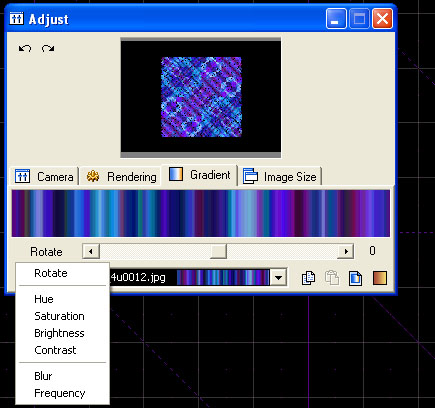 Adjust
Camera Rendering Gradient Image Size
Rotate 0
4u0012.jpg
Rotate
Hue
Saturation
Brightness
Contrast
Blur
Frequency